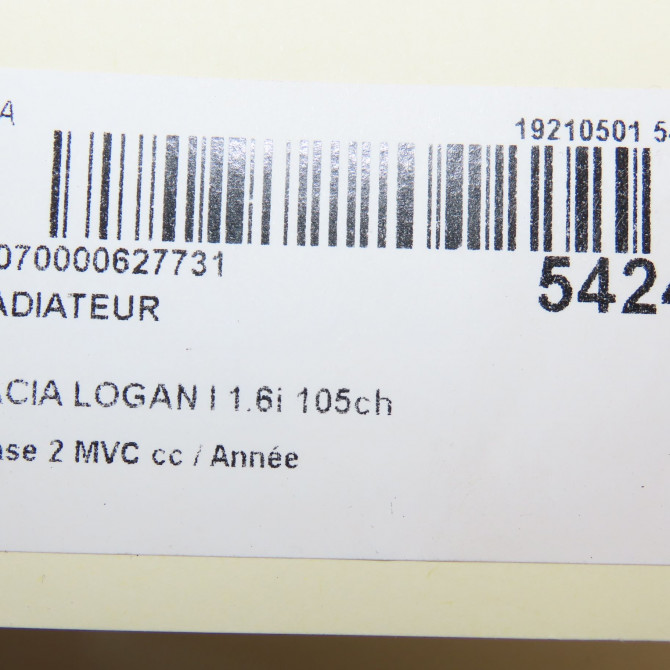 A
19210501 54
070000627731
5424
ADIATEUR
ACIA LOGAN I 1.6i 105ch
ase 2 MVC cc / Année